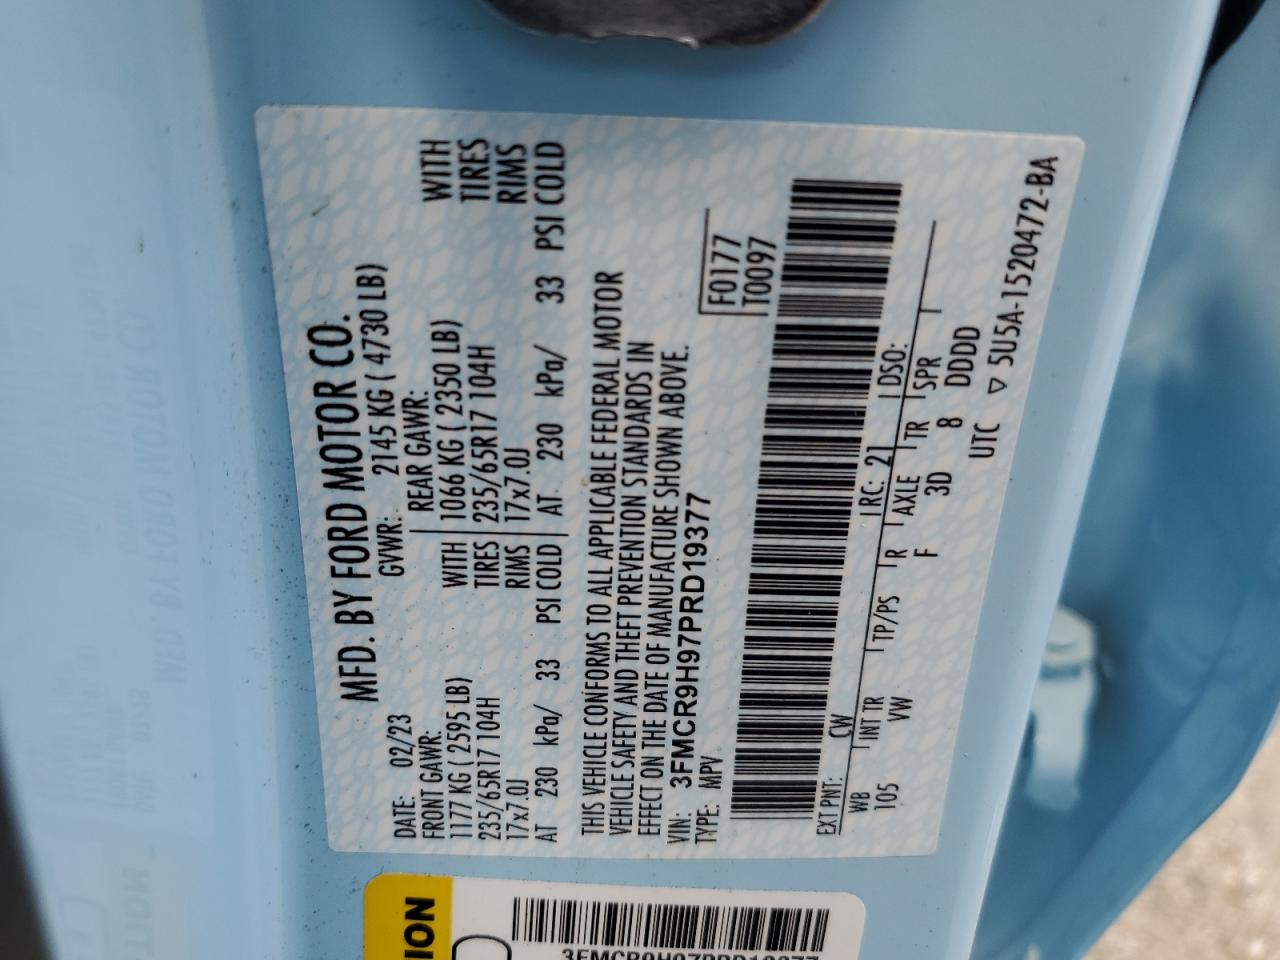 MFD. BY FORD MOTOR CO.
DATE: 02/23 GVWR: 2145 KG ( 4730 LB)
FRONT GAWR: REAR GAWR:
1177 KG ( 2595 LB) WITH 1066 KG ( 2350 LB) WITH
235/65R17 104H TIRES 235/65R17 104H TIRES
17x7.0J RIMS 17x7.0J RIMS
AT 230 kPa/ 33 PSI COLD AT 230 kPa/ 33 PSI COLD
THIS VEHICLE CONFORMS TO ALL APPLICABLE FEDERAL MOTOR
VEHICLE SAFETY AND THEFT PREVENTION STANDARDS IN
EFFECT ON THE DATE OF MANUFACTURE SHOWN ABOVE.
VIN: 3FMCR9H97PRD19377 F0177
TYPE: MPV T0097
EXT PNT: CW RC: 21 DSO:
WB INT TR TP/PS R AXLE TR SPR
105 VW F 3D 8 DDDD
UTC ▽ 5U5A-1520472-BA
ION
3FMCR9H97PRD19377